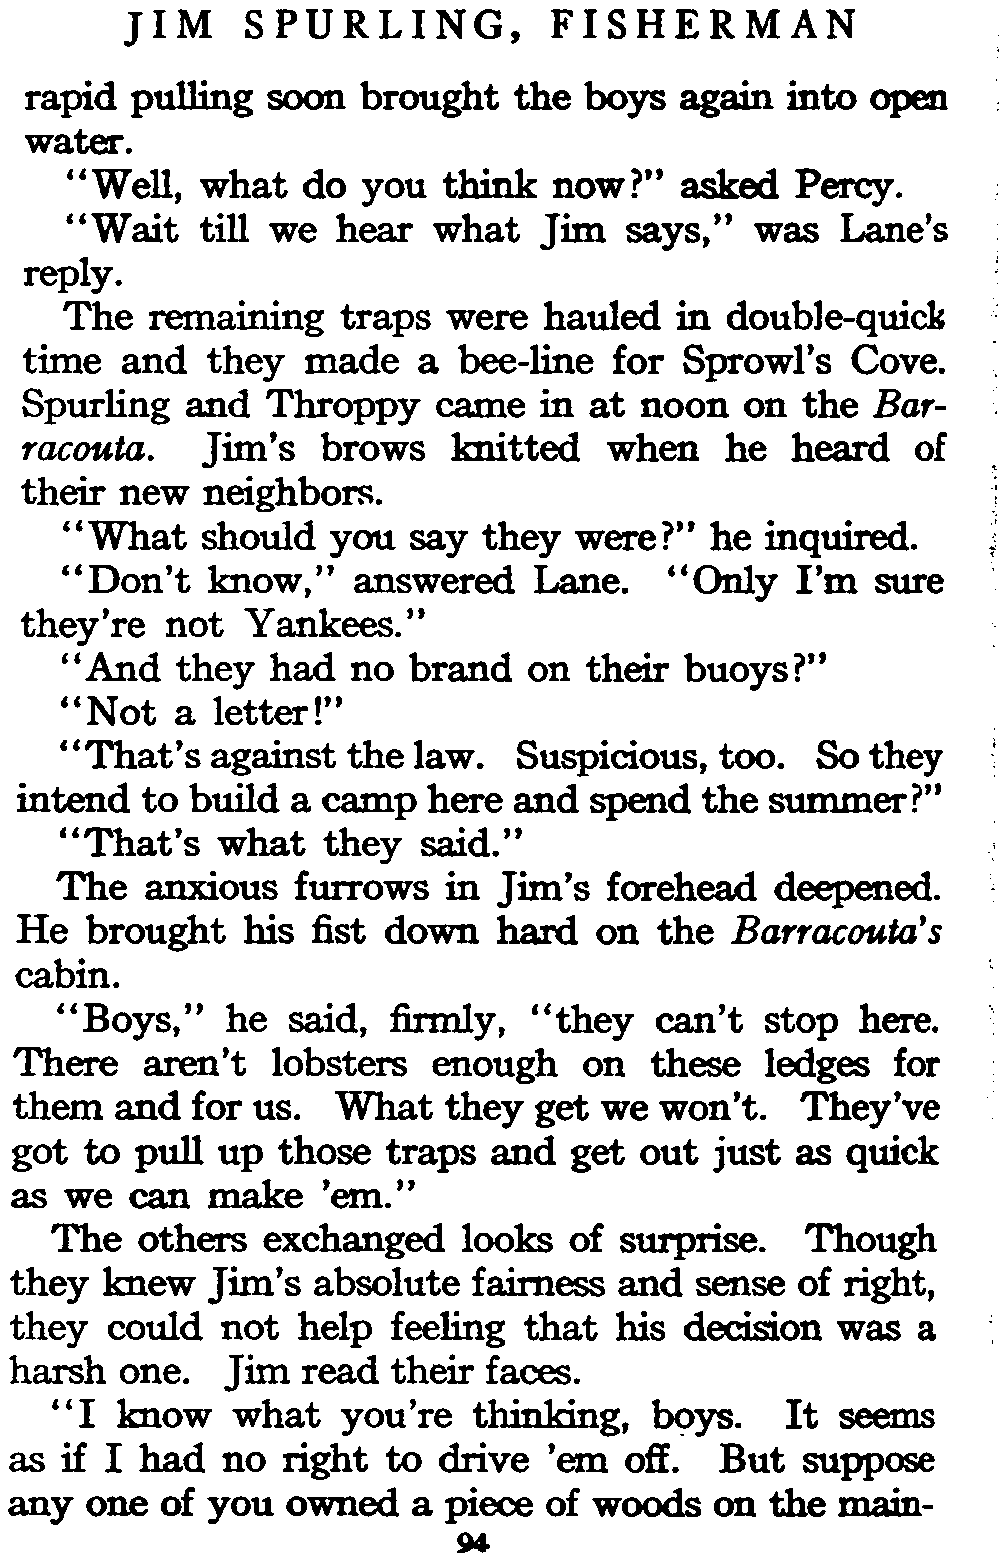 JIM SPURLING, FISHERMAN
rapid pulling soon brought the boys again into open
water.
"Well, what do you think now?" asked Percy.
"Wait till we hear what Jim says," was Lane's
reply.
The remaining traps were hauled in double-quick
time and they made a bee-line for Sprowl's Cove.
Spurling and Throppy came in at noon on the Bar-
racouta. Jim's brows knitted when he heard of
their new neighbors.
"What should you say they were?" he inquired.
"Don't know," answered Lane. "Only I'm sure
they're not Yankees."
"And they had no brand on their buoys?"
"Not a letter!"
"That's against the law. Suspicious, too. So they
intend to build a camp here and spend the summer?"
"That's what they said."
The anxious furrows in Jim's forehead deepened.
He brought his fist down hard on the Barracouta's
cabin.
"Boys," he said, firmly, "they can't stop here.
There aren't lobsters enough on these ledges for
them and for us. What they get we won't. They've
got to pull up those traps and get out just as quick
as we can make 'em."
The others exchanged looks of surprise. Though
they knew Jim's absolute fairness and sense of right,
they could not help feeling that his decision was a
harsh one. Jim read their faces.
"I know what you're thinking, boys. It seems
as if I had no right to drive 'em off. But suppose
any one of you owned a piece of woods on the main-
94